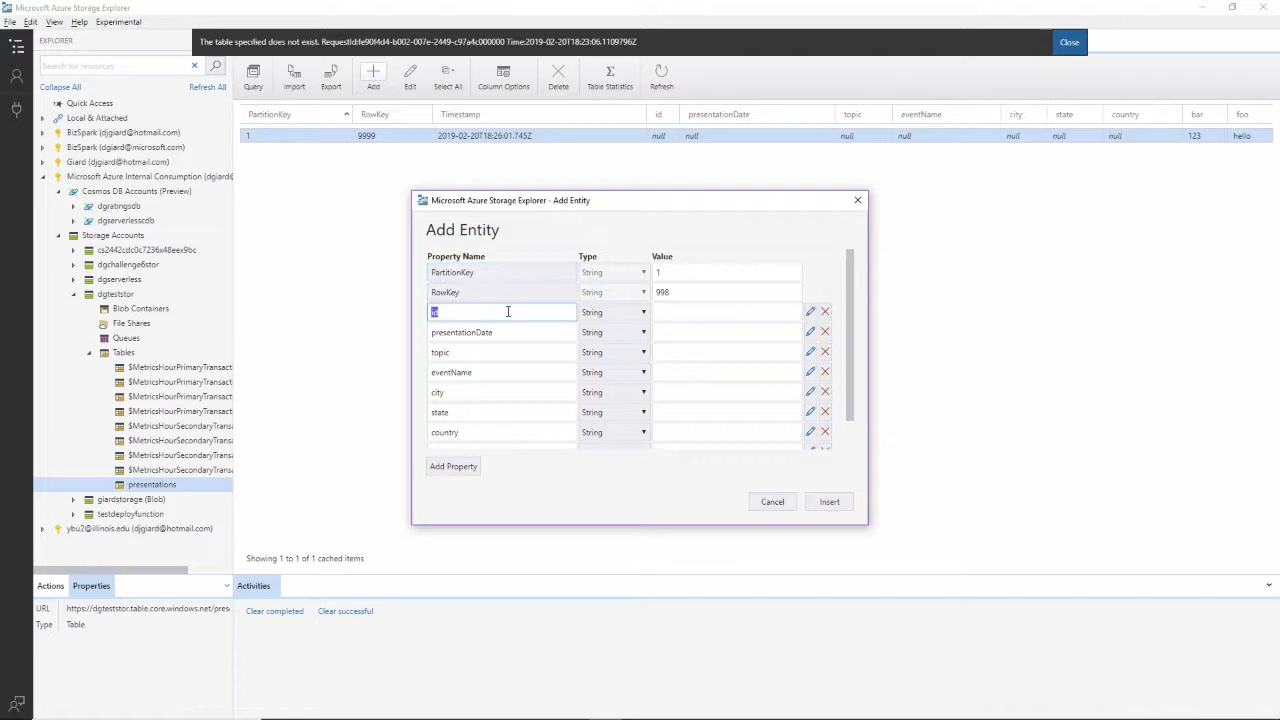 Microsoft Azure Storage Explorer
File Edit View Help Experimental
EXPLORER
The table specified does not exist. RequestId:fe90f4d4-b002-007e-2449-c97a4c000000 Time:2019-02-20T18:23:06.1109796Z
Close
Search for resources
Collapse All Refresh All
Query Import Export Add Edit Select All Column Options Delete Table Statistics Refresh
Quick Access
Local & Attached
BizSpark (djgiard@hotmail.com)
BizSpark (dgiard@microsoft.com)
Giard (djgiard@hotmail.com)
Microsoft Azure Internal Consumption (dgiard@
Cosmos DB Accounts (Preview)
dgratingsdb
dgserverlesscdb
Storage Accounts
cs2442cdc0c7236x48eex9bc
dgchallenge6stor
dgserverless
dgteststor
Blob Containers
File Shares
Queues
Tables
$MetricsHourPrimaryTransact
$MetricsHourPrimaryTransact
$MetricsHourPrimaryTransact
$MetricsHourPrimaryTransact
$MetricsHourSecondaryTransa
$MetricsHourSecondaryTransa
$MetricsHourSecondaryTransa
$MetricsHourSecondaryTransa
presentations
giardstorage (Blob)
testdeployfunction
ybu2@illinois.edu (djgiard@hotmail.com)
PartitionKey RowKey Timestamp id presentationDate topic eventName city state country bar foo
1 9999 2019-02-20T18:26:01.745Z null null null null null null null 123 hello
Microsoft Azure Storage Explorer - Add Entity
Add Entity
Property Name Type Value
PartitionKey String 1
RowKey String 998
id String
presentationDate String
topic String
eventName String
city String
state String
country String
Add Property
Cancel Insert
Showing 1 to 1 of 1 cached items
Actions Properties
URL https://dgteststor.table.core.windows.net/pres
Type Table
Activities
Clear completed Clear successful